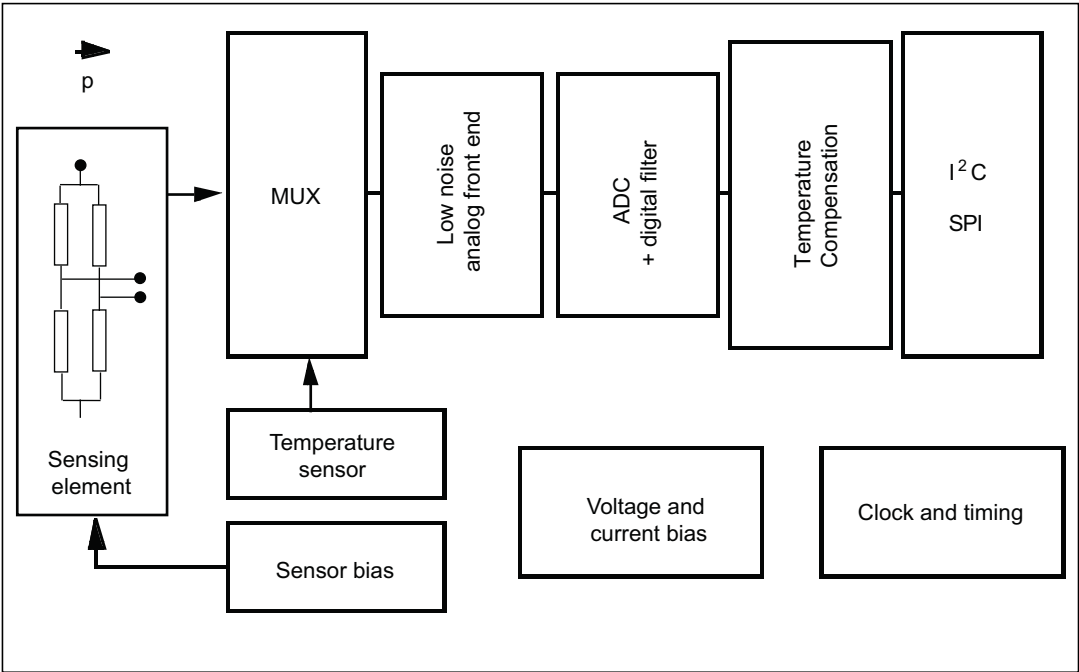 p
Sensing
element
MUX
Low noise
analog front end
ADC
+ digital filter
Temperature
Compensation
I²C
SPI
Temperature
sensor
Sensor bias
Voltage and
current bias
Clock and timing